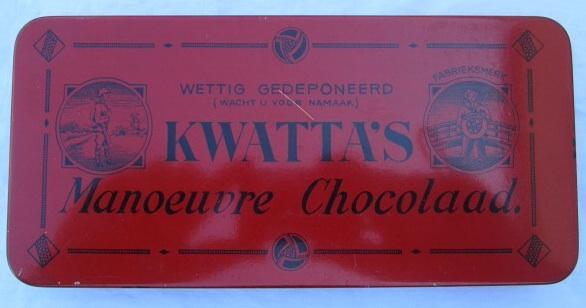 WETTIG GEDEPONEERD
(WACHT U VOOR NAMAAK)
FABRIEKSMERK
KWATTA'S
Manoeuvre Chocolaad.